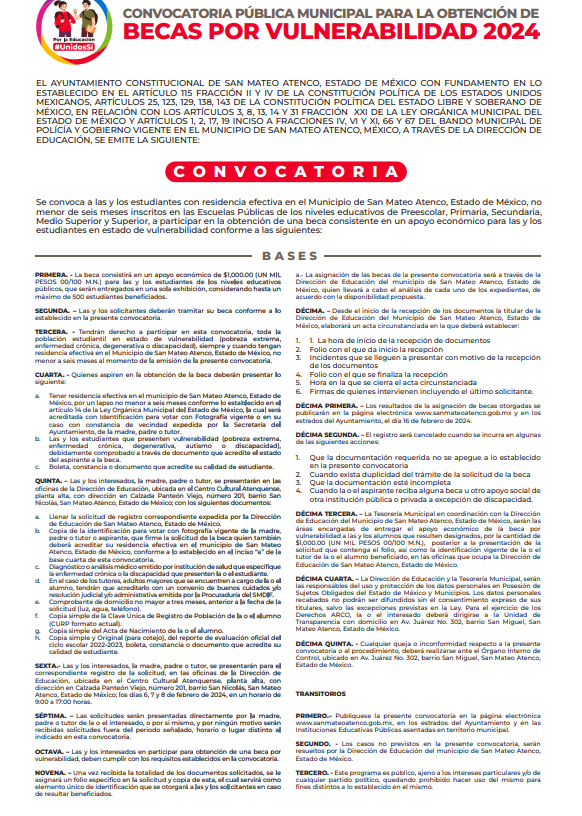 CONVOCATORIA PÚBLICA MUNICIPAL PARA LA OBTENCIÓN DE
BECAS POR VULNERABILIDAD 2024
Por la Educación
#UnidosSí
EL AYUNTAMIENTO CONSTITUCIONAL DE SAN MATEO ATENCO, ESTADO DE MÉXICO CON FUNDAMENTO EN LO
ESTABLECIDO EN EL ARTÍCULO 115 FRACCIÓN II Y IV DE LA CONSTITUCIÓN POLÍTICA DE LOS ESTADOS UNIDOS
MEXICANOS, ARTÍCULOS 25, 123, 129, 138, 143 DE LA CONSTITUCIÓN POLÍTICA DEL ESTADO LIBRE Y SOBERANO DE
MÉXICO, EN RELACIÓN CON LOS ARTÍCULOS 3, 8, 13, 14 Y 31 FRACCIÓN XXI DE LA LEY ORGÁNICA MUNICIPAL DEL
ESTADO DE MÉXICO Y ARTÍCULOS 1, 2, 17, 19 INCISO A FRACCIONES IV, VI Y XI, 66 Y 67 DEL BANDO MUNICIPAL DE
POLICÍA Y GOBIERNO VIGENTE EN EL MUNICIPIO DE SAN MATEO ATENCO, MÉXICO, A TRAVÉS DE LA DIRECCIÓN DE
EDUCACIÓN, SE EMITE LA SIGUIENTE:
CONVOCATORIA
Se convoca a las y los estudiantes con residencia efectiva en el Municipio de San Mateo Atenco, Estado de México, no
menor de seis meses inscritos en las Escuelas Públicas de los niveles educativos de Preescolar, Primaria, Secundaria,
Medio Superior y Superior, a participar en la obtención de una beca consistente en un apoyo económico para las y los
estudiantes en estado de vulnerabilidad conforme a las siguientes:
BASES
PRIMERA. - La beca consistirá en un apoyo económico de $1,000.00 (UN MIL
PESOS 00/100 M.N.) para las y los estudiantes de los niveles educativos
públicos, que serán entregados en una sola exhibición, considerando hasta un
máximo de 500 estudiantes beneficiados.
SEGUNDA. - Las y los solicitantes deberán tramitar su beca conforme a lo
establecido en la presente convocatoria.
TERCERA. - Tendrán derecho a participar en esta convocatoria, toda la
población estudiantil en estado de vulnerabilidad (pobreza extrema,
enfermedad crónica, degenerativa o discapacidad), siempre y cuando tengan
residencia efectiva en el Municipio de San Mateo Atenco, Estado de México, no
menor a seis meses al momento de la emisión de la presente convocatoria.
CUARTA. - Quienes aspiren en la obtención de la beca deberán presentar lo
siguiente:
a. Tener residencia efectiva en el municipio de San Mateo Atenco, Estado de
México, por un lapso no menor a seis meses conforme lo establecido en el
artículo 14 de la Ley Orgánica Municipal del Estado de México, la cual será
acreditada con Identificación para votar con Fotografía vigente o en su
caso con constancia de vecindad expedida por la Secretaría del
Ayuntamiento, de la madre, padre o tutor.
b. Las y los estudiantes que presenten vulnerabilidad (pobreza extrema,
enfermedad crónica, degenerativa, autismo o discapacidad),
debidamente comprobado a través de documento que acredite el estado
del aspirante a la beca.
c. Boleta, constancia o documento que acredite su calidad de estudiante.
QUINTA. - Las y los interesados, la madre, padre o tutor, se presentarán en las
oficinas de la Dirección de Educación, ubicada en el Centro Cultural Atenquense,
planta alta, con dirección en Calzada Panteón Viejo, número 201, barrio San
Nicolás, San Mateo Atenco, Estado de México; con los siguientes documentos:
a. Llenar la solicitud de registro correspondiente expedida por la Dirección
de Educación de San Mateo Atenco, Estado de México.
b. Copia de la identificación para votar con fotografía vigente de la madre,
padre o tutor o aspirante, que firme la solicitud de la beca quien también
deberá acreditar su residencia efectiva en el municipio de San Mateo
Atenco, Estado de México, conforme a lo establecido en el inciso "a" de la
base cuarta de esta convocatoria.
c. Diagnóstico o análisis médico emitido por institución de salud que especifique
la enfermedad crónica o la discapacidad que presenta la o el estudiante.
d. En el caso de los tutores, adultos mayores que se encuentren a cargo de la o el
alumno, tendrán que acreditarlo con un convenio de buenos cuidados y/o
resolución judicial y/o administrativa emitida por la Procuraduría del SMDIF.
e. Comprobante de domicilio no mayor a tres meses, anterior a la fecha de la
solicitud (luz, agua, teléfono).
f. Copia simple de la Clave Única de Registro de Población de la o el alumno
(CURP formato actual).
g. Copia simple del Acta de Nacimiento de la o el alumno.
h. Copia simple y Original (para cotejo), del reporte de evaluación oficial del
ciclo escolar 2022-2023, boleta, constancia o documento que acredite su
calidad de estudiante.
SEXTA.- Las y los interesados, la madre, padre o tutor, se presentarán para el
correspondiente registro de la solicitud, en las oficinas de la Dirección de
Educación, ubicada en el Centro Cultural Atenquense, planta alta, con
dirección en Calzada Panteón Viejo, número 201, barrio San Nicolás, San Mateo
Atenco, Estado de México; los días 6, 7 y 8 de febrero de 2024, en un horario de
9:00 a 17:00 horas.
SÉPTIMA. - Las solicitudes serán presentadas directamente por la madre,
padre o tutor de la o el interesado, o por sí misma, y por ningún motivo serán
recibidas solicitudes fuera del periodo señalado, horario o lugar distinto al
indicado en esta convocatoria.
OCTAVA. - Las y los interesados en participar para obtención de una beca por
vulnerabilidad, deben cumplir con los requisitos establecidos en la convocatoria.
NOVENA. - Una vez recibida la totalidad de los documentos solicitados, se le
asignará un folio específico en la solicitud y copia de esta, el cual servirá como
elemento único de identificación que se otorgará a las y los solicitantes en caso
de resultar beneficiados.
a.- La asignación de las becas de la presente convocatoria será a través de la
Dirección de Educación del municipio de San Mateo Atenco, Estado de
México, quien llevará a cabo el análisis de cada uno de los expedientes, de
acuerdo con la disponibilidad propuesta.
DÉCIMA. - Desde el inicio de la recepción de los documentos la titular de la
Dirección de Educación del Municipio de San Mateo Atenco, Estado de México,
elaborará un acta circunstanciada en la que deberá establecer:
1. 1. La hora de inicio de recepción de documentos
2. Folio con el que da inicio la recepción
3. Incidentes que se lleguen a presentar con motivo de la recepción
de los documentos
4. Folio con el que se finaliza la recepción
5. Hora en que se cierra el acta circunstanciada
6. Firmas de quienes intervienen incluyendo el último solicitante.
DÉCIMA PRIMERA. - Los resultados de la asignación de becas otorgadas se
publicarán en la página electrónica www.sanmateoatenco.gob.mx y en los
estrados del Ayuntamiento, el día 16 de febrero de 2024.
DÉCIMA SEGUNDA. - El registro será cancelado cuando se incurra en algunas
de las siguientes acciones:
1. Que la documentación requerida no se apegue a lo establecido
en la presente convocatoria
2. Cuando exista duplicidad del trámite de la solicitud de la beca
3. Que la documentación esté incompleta
4. Cuando la o el aspirante reciba alguna beca u otro apoyo social de
otra institución pública o privada a excepción de discapacidad.
DÉCIMA TERCERA. - La Tesorería Municipal en coordinación con la Dirección
de Educación del Municipio de San Mateo Atenco, Estado de México, serán las
áreas encargadas de entregar el apoyo económico de la beca por
vulnerabilidad a las y los alumnos que resulten designados, por la cantidad de
$1,000.00 (UN MIL PESOS 00/100 M.N.), posterior a la presentación de la
solicitud que contenga el folio, así como la identificación vigente de la o el
tutor de la o el alumno beneficiado, en las oficinas que ocupa la Dirección de
Educación de San Mateo Atenco, Estado de México.
DÉCIMA CUARTA. - La Dirección de Educación y la Tesorería Municipal, serán
las responsables del uso y protección de los datos personales en Posesión de
Sujetos Obligados del Estado de México y Municipios. Los datos personales
recabados no podrán ser difundidos sin el consentimiento expreso de sus
titulares, salvo las excepciones previstas en la Ley. Para el ejercicio de los
Derechos ARCO, la o el interesado deberá dirigirse a la Unidad de
Transparencia con domicilio en Av. Juárez No. 302, barrio San Miguel, San
Mateo Atenco, Estado de México.
DÉCIMA QUINTA. - Cualquier queja o inconformidad respecto a la presente
convocatoria o al procedimiento, deberá realizarse ante el Órgano Interno de
Control, ubicado en Av. Juárez No. 302, barrio San Miguel, San Mateo Atenco,
Estado de México.
TRANSITORIOS
PRIMERO.– Publíquese la presente convocatoria en la página electrónica
www.sanmateoatenco.gob.mx, en los estrados del Ayuntamiento y en las
Instituciones Educativas Públicas asentadas en territorio municipal.
SEGUNDO. - Los casos no previstos en la presente convocatoria, serán
resueltos por la Dirección de Educación del Municipio de San Mateo Atenco,
Estado de México.
TERCERO. - Este programa es público, ajeno a los intereses particulares y/o de
cualquier partido político, quedando prohibido hacer uso del mismo para
fines distintos a lo establecido en el mismo.